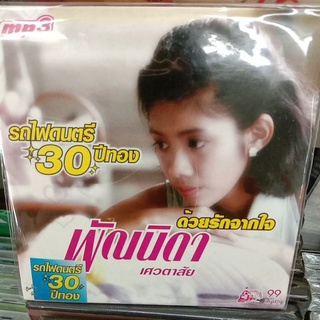 mp3
รถไฟดนตรี
30 ปีทอง
ด้วยรักจากใจ
พัณนิดา
เศวตาสัย
รถไฟดนตรี
30
ปีทอง
99